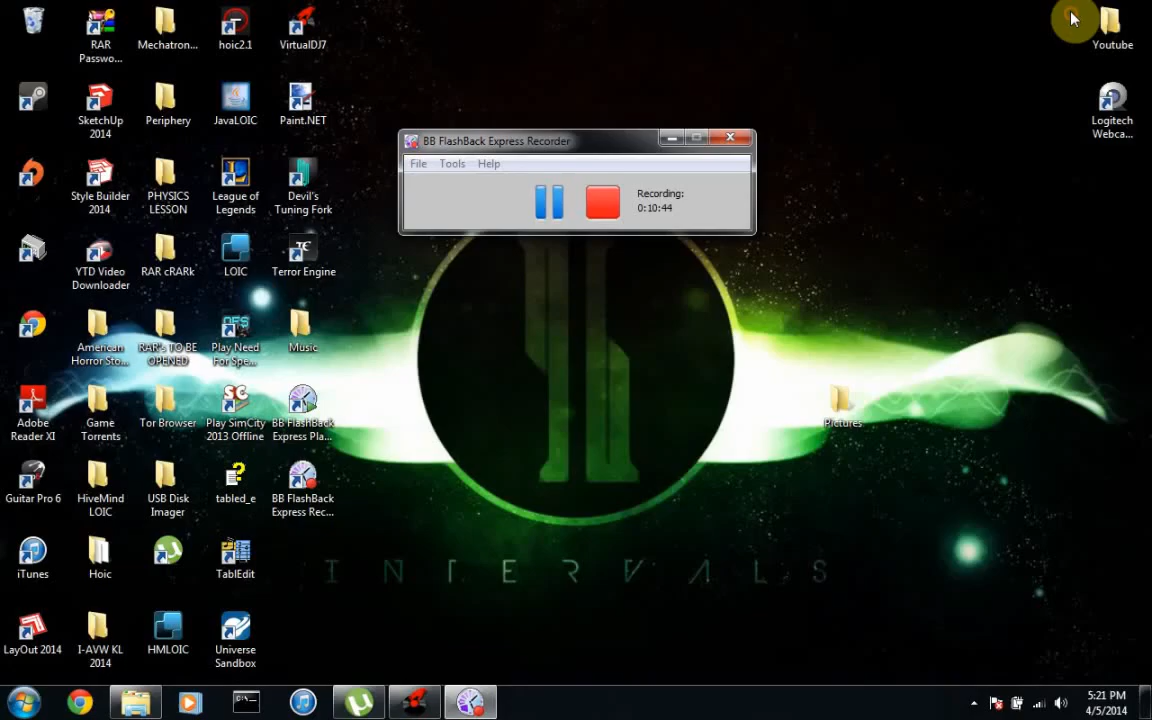 RAR
Passwo...
Mechatron...
hoic2.1
VirtualDJ7
Youtube
BB FlashBack Express Recorder
File Tools Help
Recording:
0:10:44
SketchUp
2014
Periphery
JavaLOIC
Paint.NET
Logitech
Webca...
Style Builder
2014
PHYSICS
LESSON
League of
Legends
Devil's
Tuning Fork
YTD Video
Downloader
RAR cRARk
LOIC
Terror Engine
American
Horror Sto...
RAR's TO BE
OPENED
Play Need
For Spe...
Music
Adobe
Reader XI
Game
Torrents
Tor Browser
Play SimCity
2013 Offline
BB FlashBack
Express Pla...
Pictures
Guitar Pro 6
HiveMind
LOIC
USB Disk
Imager
tabled_e
BB FlashBack
Express Rec...
iTunes
Hoic
TablEdit
INTERVALS
LayOut 2014
I-AVW KL
2014
HMLOIC
Universe
Sandbox
5:21 PM
4/5/2014